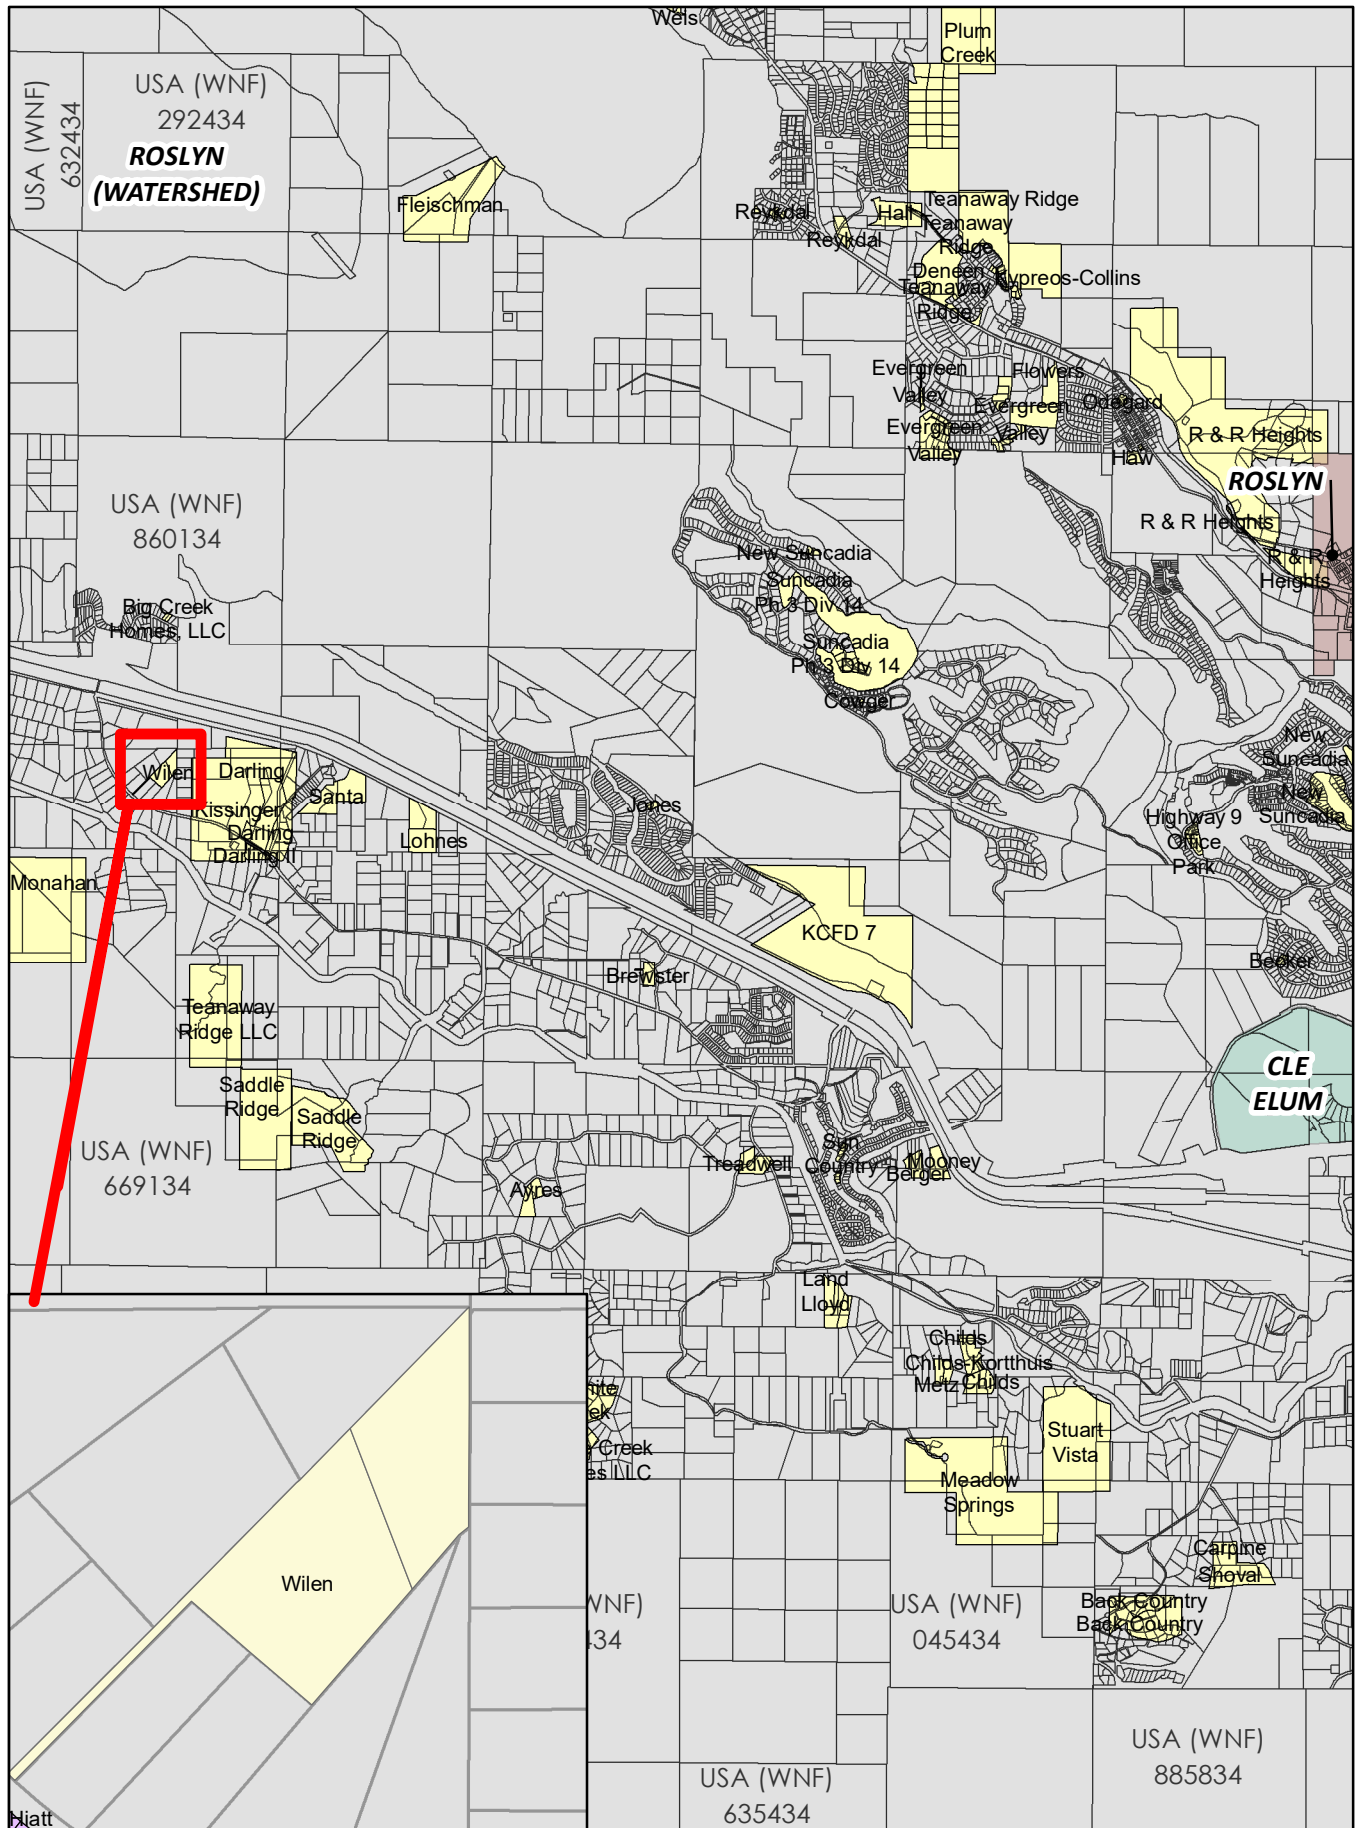 Wels
Plum
Creek
USA (WNF)
292434
USA (WNF)
632434
ROSLYN
(WATERSHED)
Fleischman
Reykdal
Reykdal
Hall
Teanaway Ridge
Teanaway
Ridge
Deneen
Teanaway
Ridge
Kypreos-Collins
Evergreen
Valley
Flowers
Evergreen
Valley
Evergreen
Valley
Odegard
Haw
R & R Heights
ROSLYN
R & R Heights
R & R
Heights
USA (WNF)
860134
New Suncadia
Suncadia
Ph 3 Div 14
Suncadia
Ph 3 Div 14
Cowger
Big Creek
Homes, LLC
New
Suncadia
New
Suncadia
Highway 9
Office
Park
Becker
Wilen
Darling
Kissinger
Darling
Darling II
Santa
Lohnes
Jones
Monahan
KCFD 7
Brewster
Teanaway
Ridge LLC
Saddle
Ridge
Saddle
Ridge
CLE
ELUM
USA (WNF)
669134
Treadwell
Sun
Country
Berger
Mooney
Ayres
Land
Lloyd
Childs
Childs-Kortthuis
Metz
Childs
Creek
es LLC
Stuart
Vista
Meadow
Springs
Carpine
Shoval
Back Country
Back Country
Wilen
WNF)
434
USA (WNF)
045434
USA (WNF)
885834
USA (WNF)
635434
Hiatt